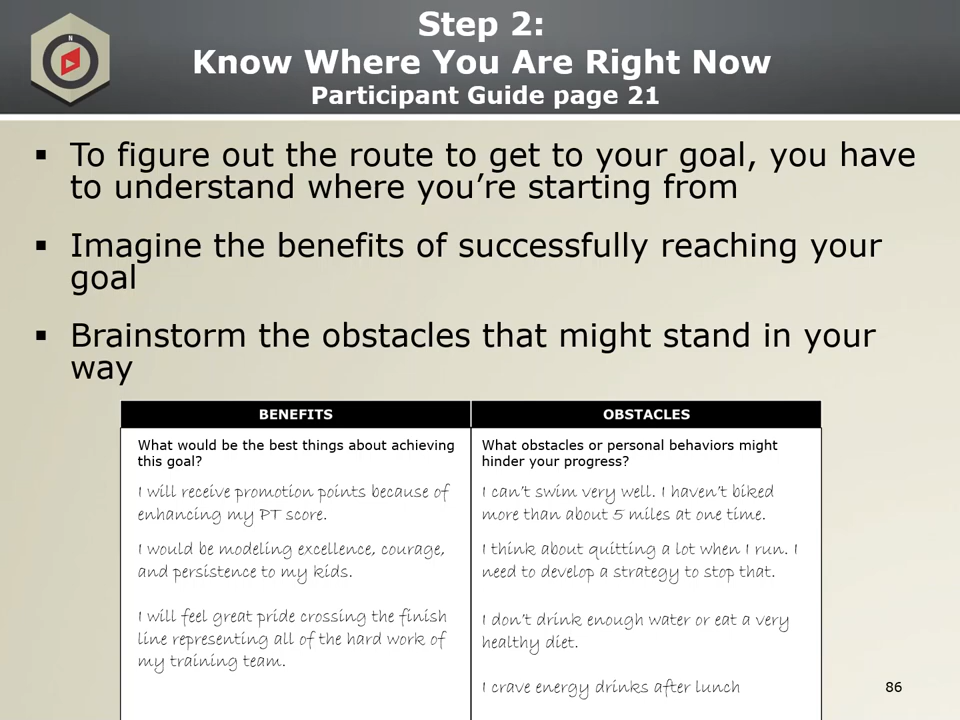 N
Step 2:
Know Where You Are Right Now
Participant Guide page 21
▪ To figure out the route to get to your goal, you have
to understand where you’re starting from
▪ Imagine the benefits of successfully reaching your
goal
▪ Brainstorm the obstacles that might stand in your
way
BENEFITS
What would be the best things about achieving
this goal?
I will receive promotion points because of
enhancing my PT score.
I would be modeling excellence, courage,
and persistence to my kids.
I will feel great pride crossing the finish
line representing all of the hard work of
my training team.
OBSTACLES
What obstacles or personal behaviors might
hinder your progress?
I can’t swim very well. I haven’t biked
more than about 5 miles at one time.
I think about quitting a lot when I run. I
need to develop a strategy to stop that.
I don’t drink enough water or eat a very
healthy diet.
I crave energy drinks after lunch
86